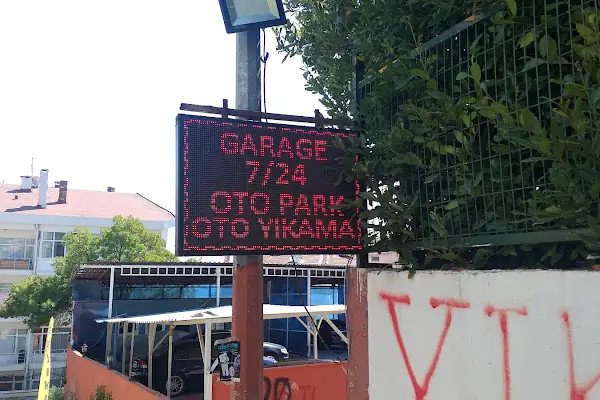 GARAGE
7/24
OTO PARK
OTO YIKAMA